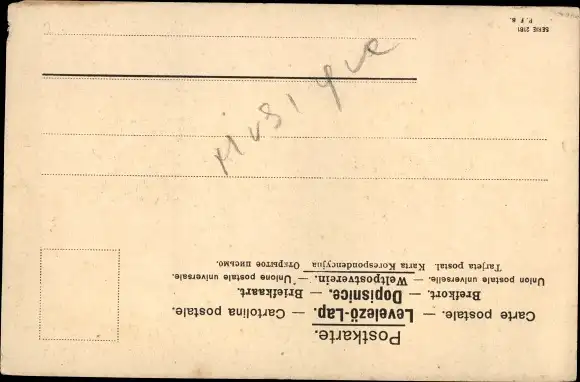 Postkarte.
Carte postale. — Levelező-Lap. — Cartolina postale.
Brefkort. — Dopisnice. — Briefkaart.
Union postale universelle. — Weltpostverein. — Unione postale universale.
Tarjeta postal. Karta Korespondencyjna Открытое письмо.
Musique
SERIE 2161
P. F. B.